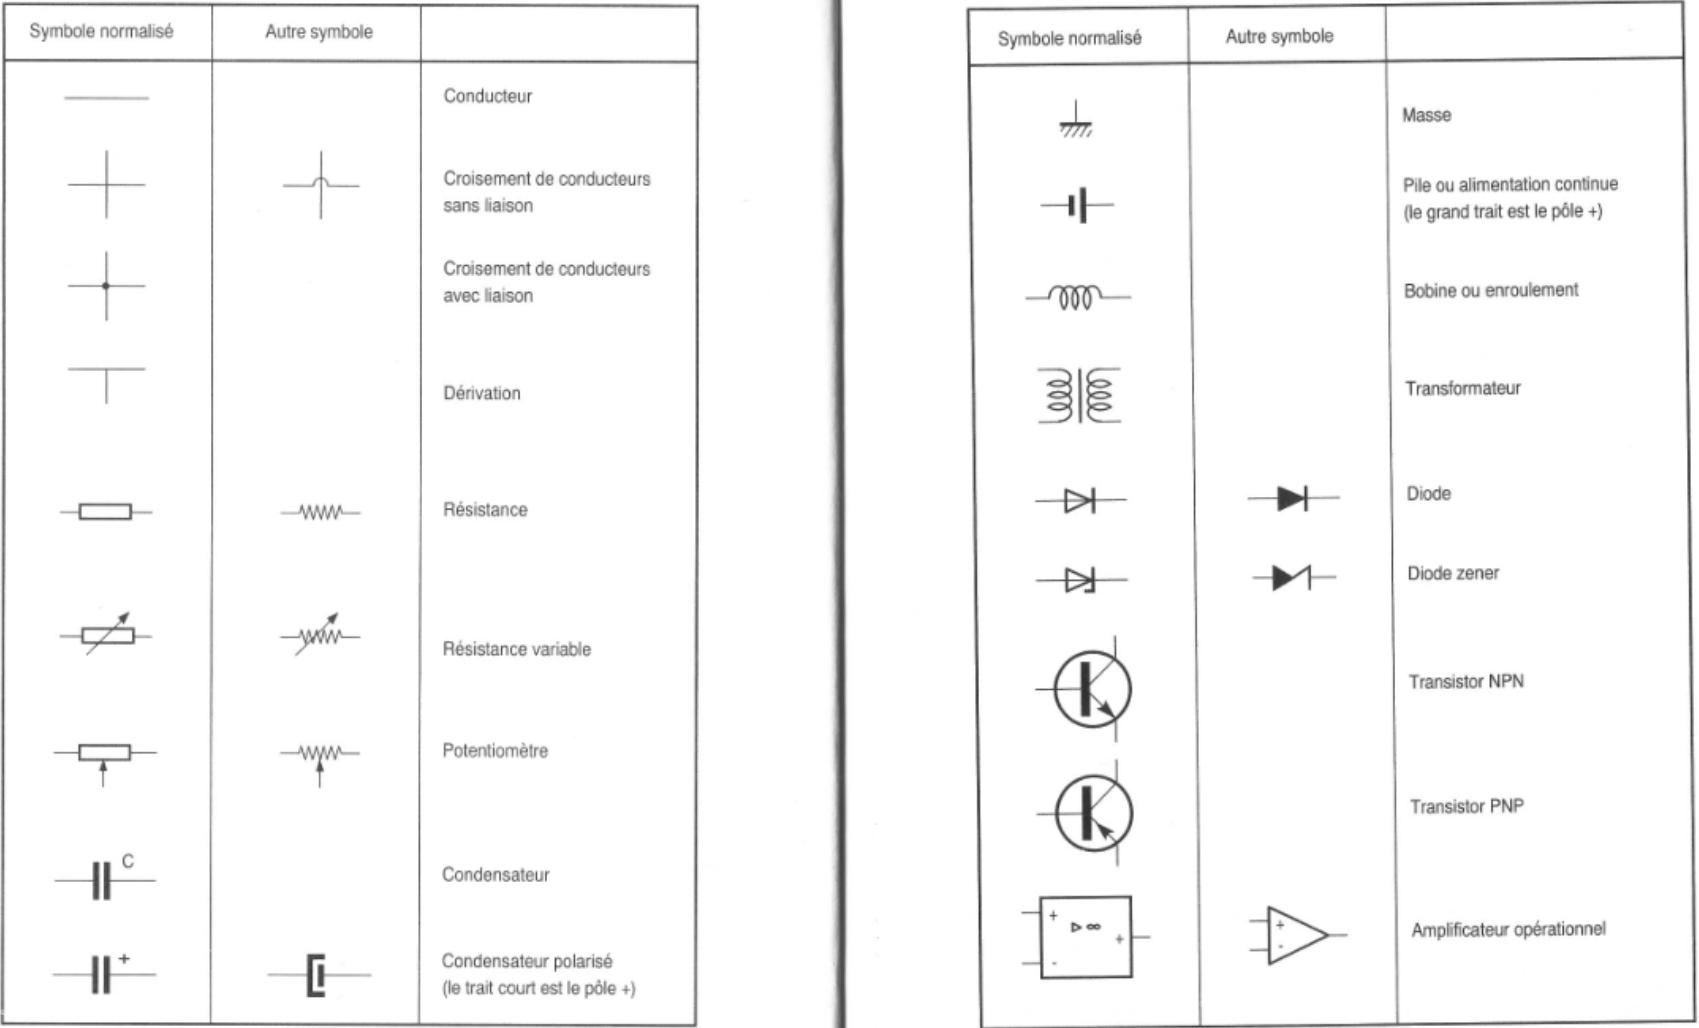 Symbole normalisé
Autre symbole
Conducteur
Croisement de conducteurs
sans liaison
Croisement de conducteurs
avec liaison
Dérivation
Résistance
Résistance variable
Potentiomètre
C
Condensateur
+
Condensateur polarisé
(le trait court est le pôle +)
Symbole normalisé
Autre symbole
Masse
Pile ou alimentation continue
(le grand trait est le pôle +)
Bobine ou enroulement
Transformateur
Diode
Diode zener
Transistor NPN
Transistor PNP
+ ▷ ∞ +
-
+
-
Amplificateur opérationnel